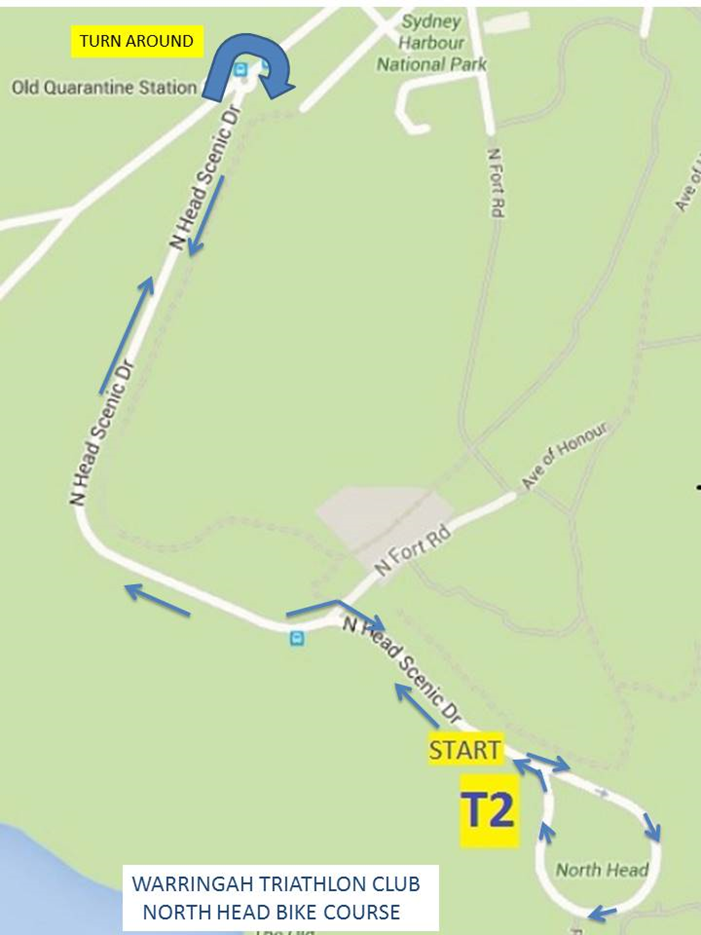 TURN AROUND
Sydney
Harbour
National Park
Old Quarantine Station
N Head Scenic Dr
N Fort Rd
Ave of
N Head Scenic Dr
Ave of Honour
N Fort Rd
N Head Scenic Dr
START
T2
North Head
WARRINGAH TRIATHLON CLUB
NORTH HEAD BIKE COURSE